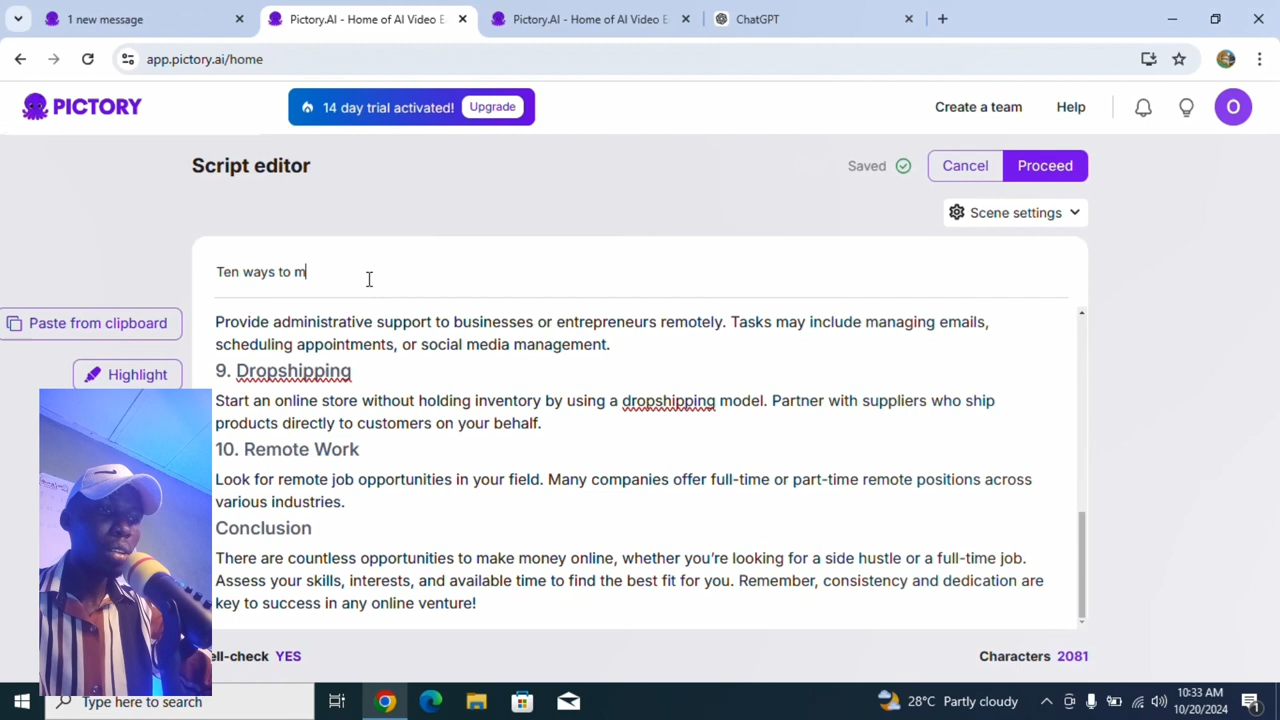 1 new message
Pictory.AI - Home of AI Video E
Pictory.AI - Home of AI Video E
ChatGPT
app.pictory.ai/home
PICTORY
14 day trial activated! Upgrade
Create a team
Help
O
Script editor
Saved
Cancel
Proceed
Scene settings
Ten ways to m
Paste from clipboard
Highlight
Provide administrative support to businesses or entrepreneurs remotely. Tasks may include managing emails,
scheduling appointments, or social media management.
9. Dropshipping
Start an online store without holding inventory by using a dropshipping model. Partner with suppliers who ship
products directly to customers on your behalf.
10. Remote Work
Look for remote job opportunities in your field. Many companies offer full-time or part-time remote positions across
various industries.
Conclusion
There are countless opportunities to make money online, whether you're looking for a side hustle or a full-time job.
Assess your skills, interests, and available time to find the best fit for you. Remember, consistency and dedication are
key to success in any online venture!
ell-check YES
Characters 2081
Type here to search
28°C Partly cloudy
10:33 AM
10/20/2024
1